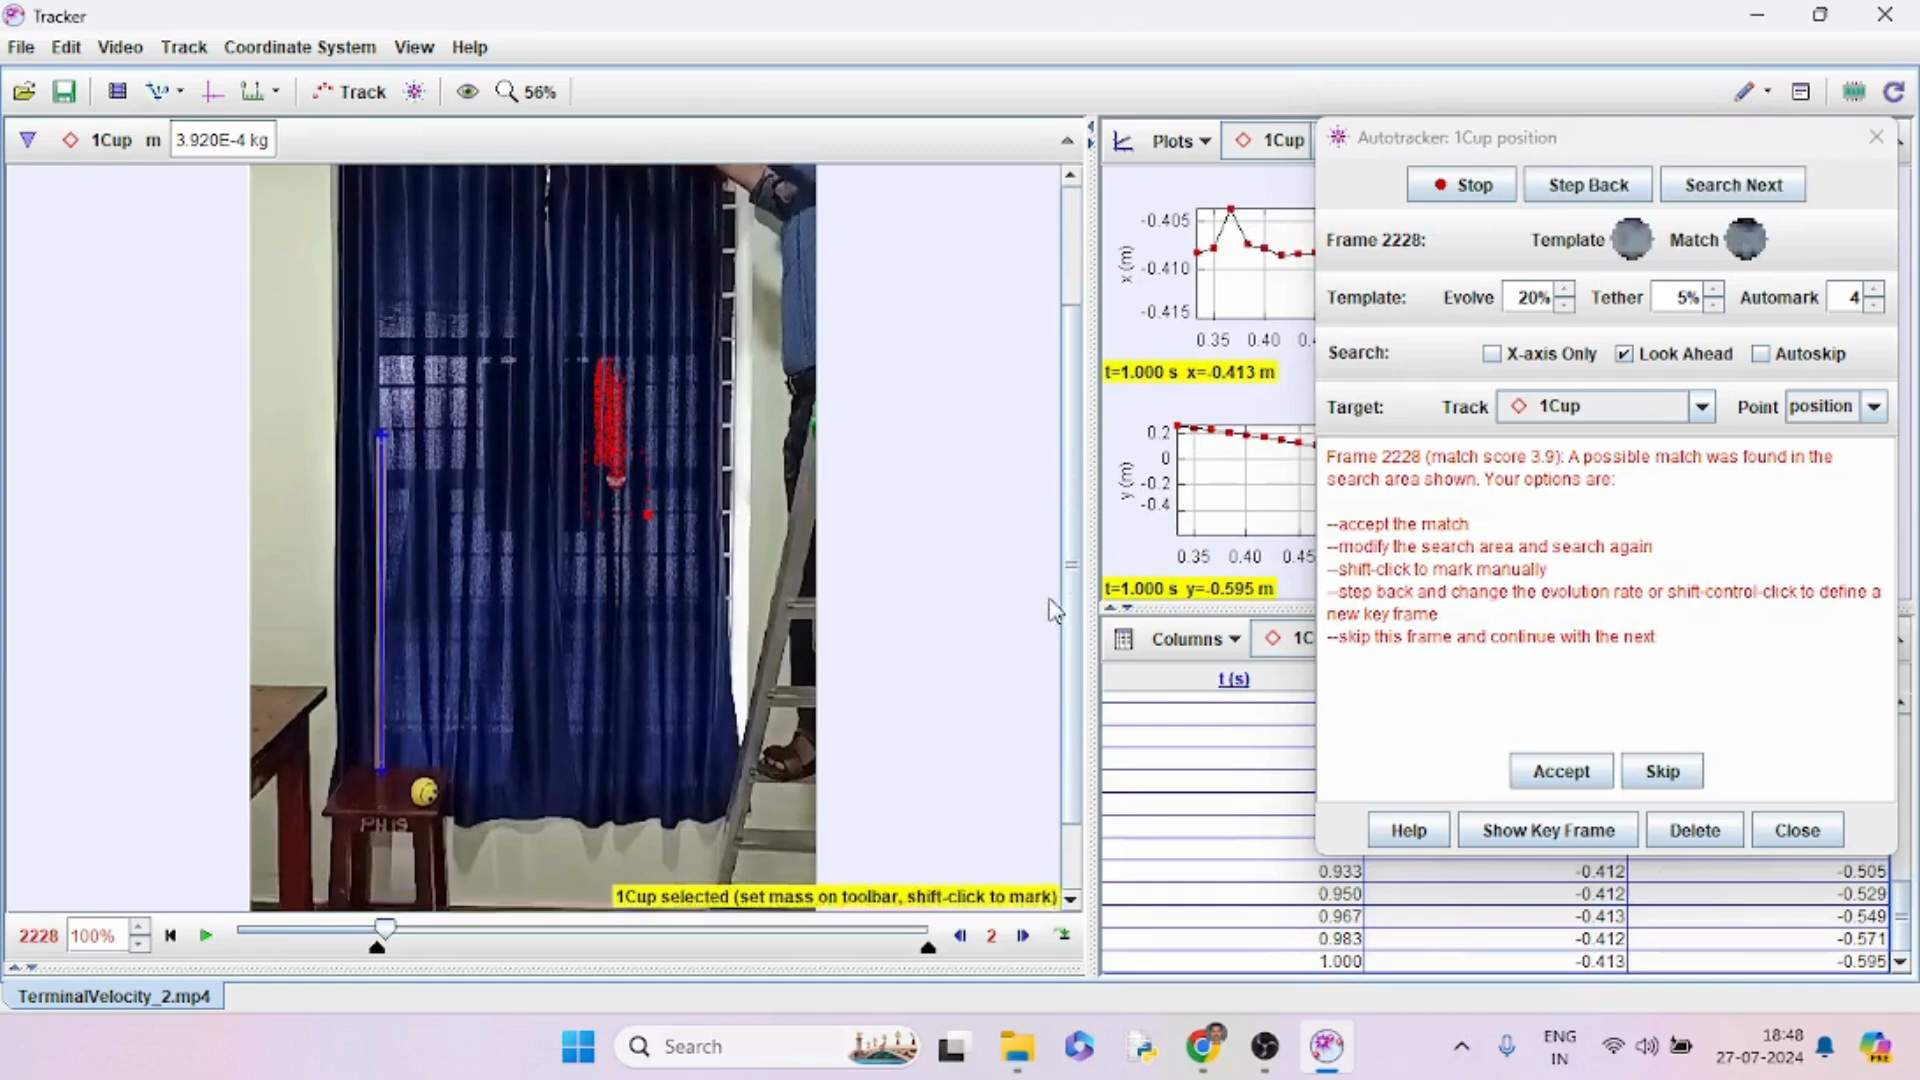 Tracker
File Edit Video Track Coordinate System View Help
Track 56%
1Cup m 3.920E-4 kg
Plots 1Cup
-0.405
-0.410
-0.415
x (m)
0.35 0.40
t=1.000 s x=-0.413 m
0.2
0
-0.2
-0.4
y (m)
0.35 0.40 0.45
t=1.000 s y=-0.595 m
Columns
t (s)
0.933 -0.412 -0.505
0.950 -0.412 -0.529
0.967 -0.413 -0.549
0.983 -0.412 -0.571
1.000 -0.413 -0.595
Autotracker: 1Cup position
Stop Step Back Search Next
Frame 2228: Template Match
Template: Evolve 20% Tether 5% Automark 4
Search: X-axis Only Look Ahead Autoskip
Target: Track 1Cup Point position
Frame 2228 (match score 3.9): A possible match was found in the
search area shown. Your options are:
--accept the match
--modify the search area and search again
--shift-click to mark manually
--step back and change the evolution rate or shift-control-click to define a
new key frame
--skip this frame and continue with the next
Accept Skip
Help Show Key Frame Delete Close
PH 19
1Cup selected (set mass on toolbar, shift-click to mark)
2228 100% 2
TerminalVelocity_2.mp4
Search
ENG
IN
18:48
27-07-2024
PRE